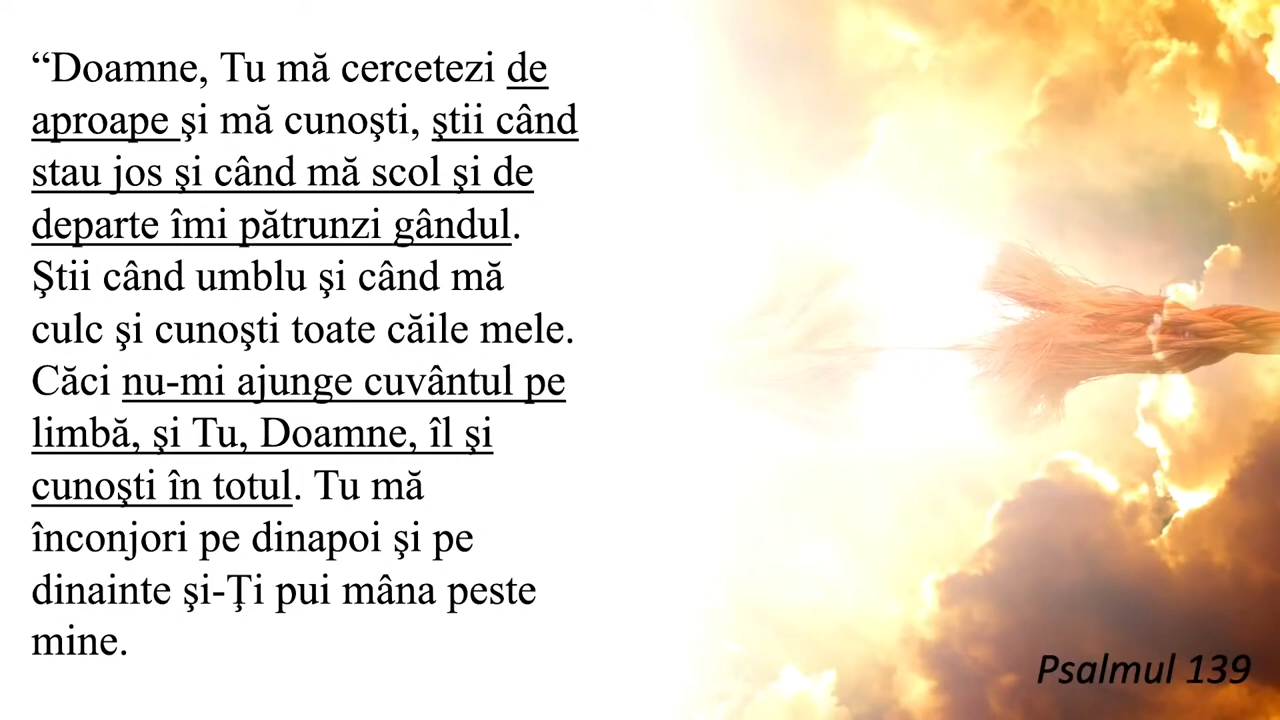 “Doamne, Tu mă cercetezi de
aproape şi mă cunoşti, ştii când
stau jos şi când mă scol şi de
departe îmi pătrunzi gândul.
Ştii când umblu şi când mă
culc şi cunoşti toate căile mele.
Căci nu-mi ajunge cuvântul pe
limbă, şi Tu, Doamne, îl şi
cunoşti în totul. Tu mă
înconjori pe dinapoi şi pe
dinainte şi-Ţi pui mâna peste
mine.
Psalmul 139